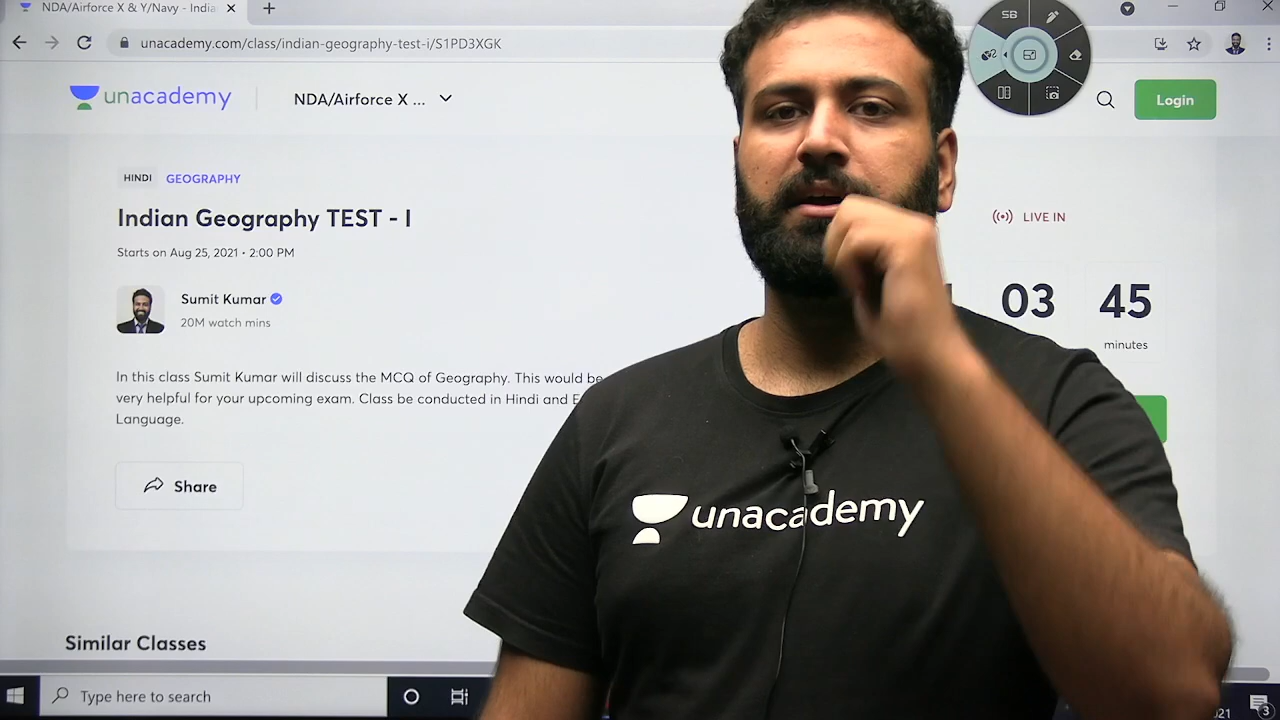 NDA/Airforce X & Y/Navy - India
unacademy.com/class/indian-geography-test-i/S1PD3XGK
SB
unacademy
NDA/Airforce X ...
Login
HINDI GEOGRAPHY
Indian Geography TEST - I
Starts on Aug 25, 2021 • 2:00 PM
LIVE IN
Sumit Kumar
20M watch mins
03 45
minutes
In this class Sumit Kumar will discuss the MCQ of Geography. This would be
very helpful for your upcoming exam. Class be conducted in Hindi and E
Language.
Share
unacademy
Similar Classes
Type here to search
021
3